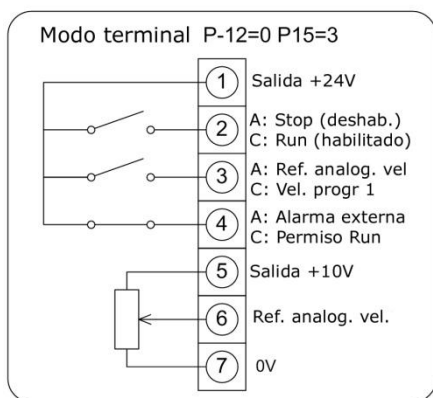 Modo terminal P-12=0 P15=3
1 Salida +24V
2 A: Stop (deshab.)
C: Run (habilitado)
3 A: Ref. analog. vel
C: Vel. progr 1
4 A: Alarma externa
C: Permiso Run
5 Salida +10V
6 Ref. analog. vel.
7 0V